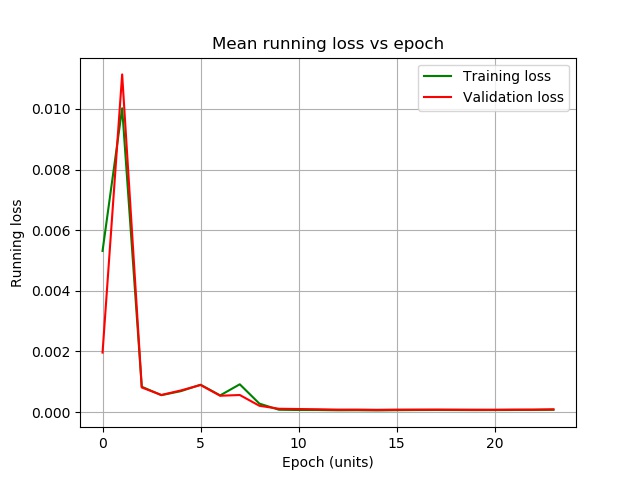 Mean running loss vs epoch
Training loss
Validation loss
0.010
0.008
0.006
0.004
0.002
0.000
Running loss
0 5 10 15 20
Epoch (units)